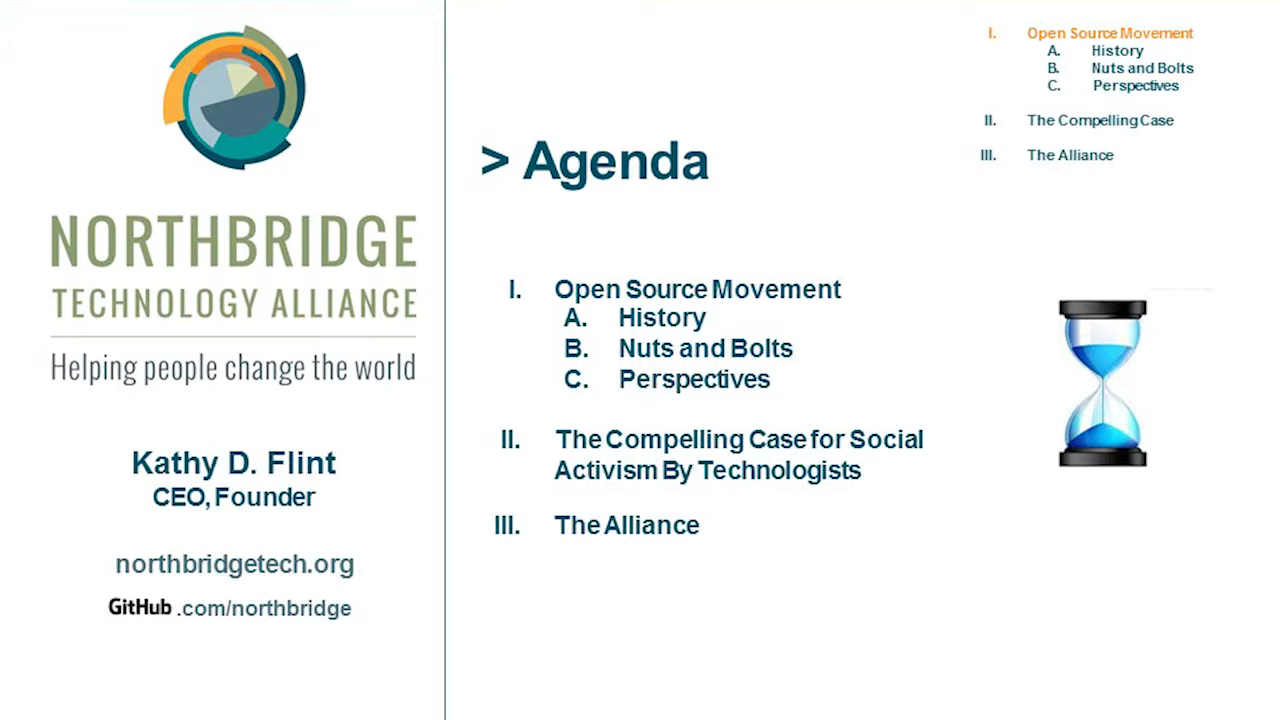 NORTHBRIDGE
TECHNOLOGY ALLIANCE
Helping people change the world
Kathy D. Flint
CEO, Founder
northbridgetech.org
GitHub .com/northbridge
> Agenda
I. Open Source Movement
A. History
B. Nuts and Bolts
C. Perspectives
II. The Compelling Case for Social
Activism By Technologists
III. The Alliance
I. Open Source Movement
A. History
B. Nuts and Bolts
C. Perspectives
II. The Compelling Case
III. The Alliance